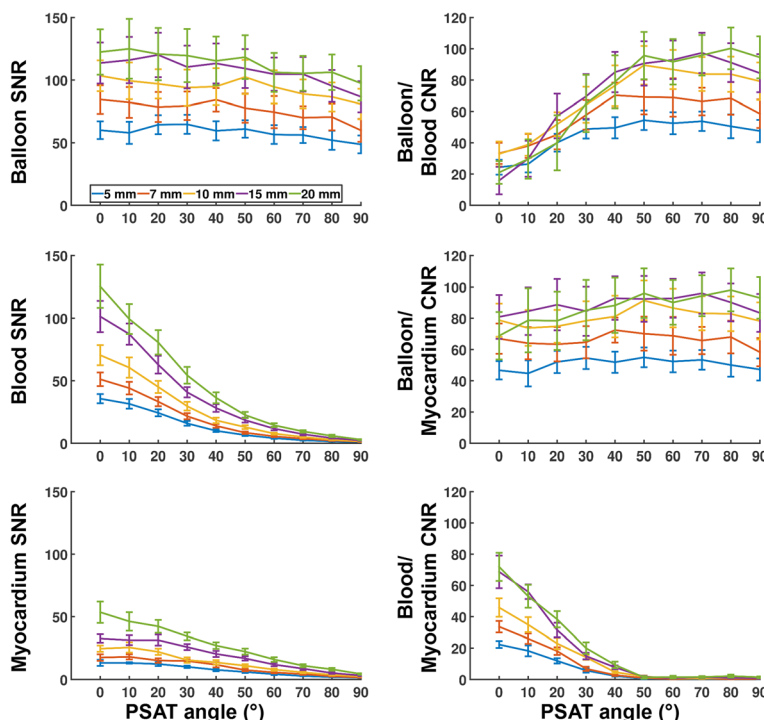 Balloon SNR
150
100
50
0
5 mm 7 mm 10 mm 15 mm 20 mm
0 10 20 30 40 50 60 70 80 90
Balloon/
Blood CNR
120
100
80
60
40
20
0
0 10 20 30 40 50 60 70 80 90
Blood SNR
150
100
50
0
0 10 20 30 40 50 60 70 80 90
Balloon/
Myocardium CNR
120
100
80
60
40
20
0
0 10 20 30 40 50 60 70 80 90
Myocardium SNR
150
100
50
0
0 10 20 30 40 50 60 70 80 90
PSAT angle (°)
Blood/
Myocardium CNR
120
100
80
60
40
20
0
0 10 20 30 40 50 60 70 80 90
PSAT angle (°)